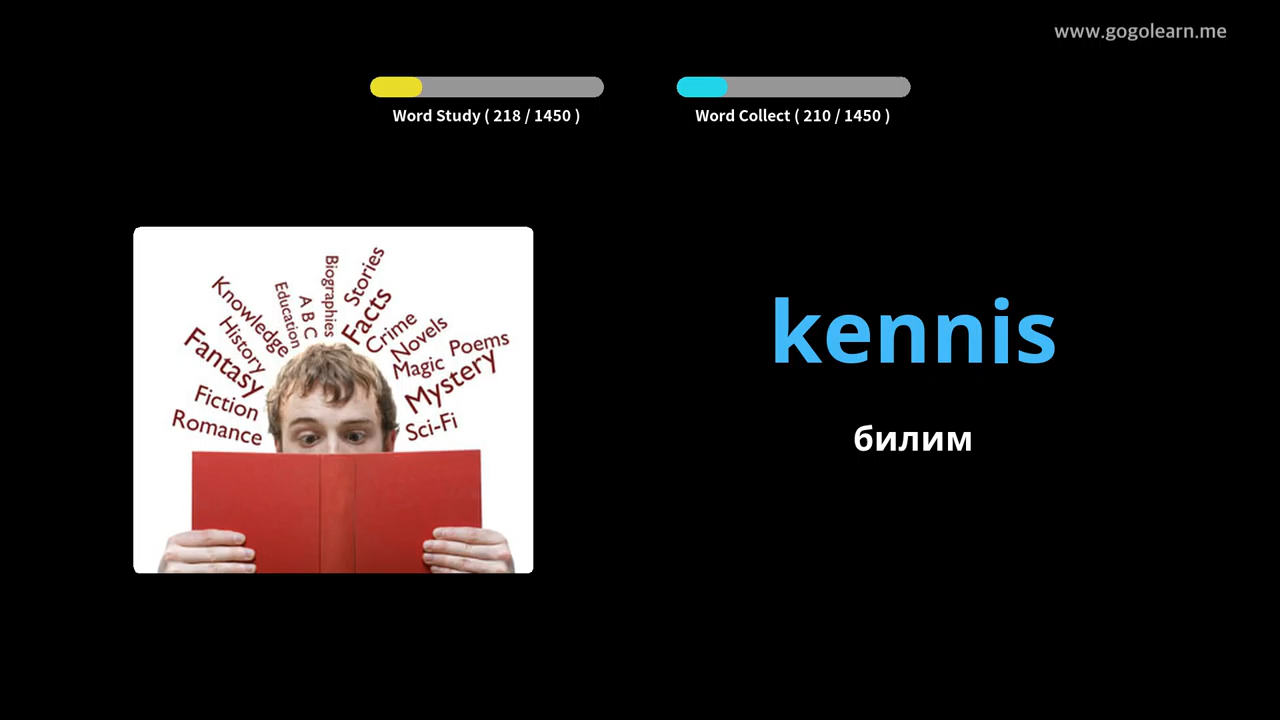 www.gogolearn.me
Word Study ( 218 / 1450 )
Word Collect ( 210 / 1450 )
Biographies
Stories
Education
A B C
Facts
Knowledge
History
Crime
Novels
Poems
Fantasy
Magic
Mystery
Fiction
Romance
Sci-Fi
kennis
билим